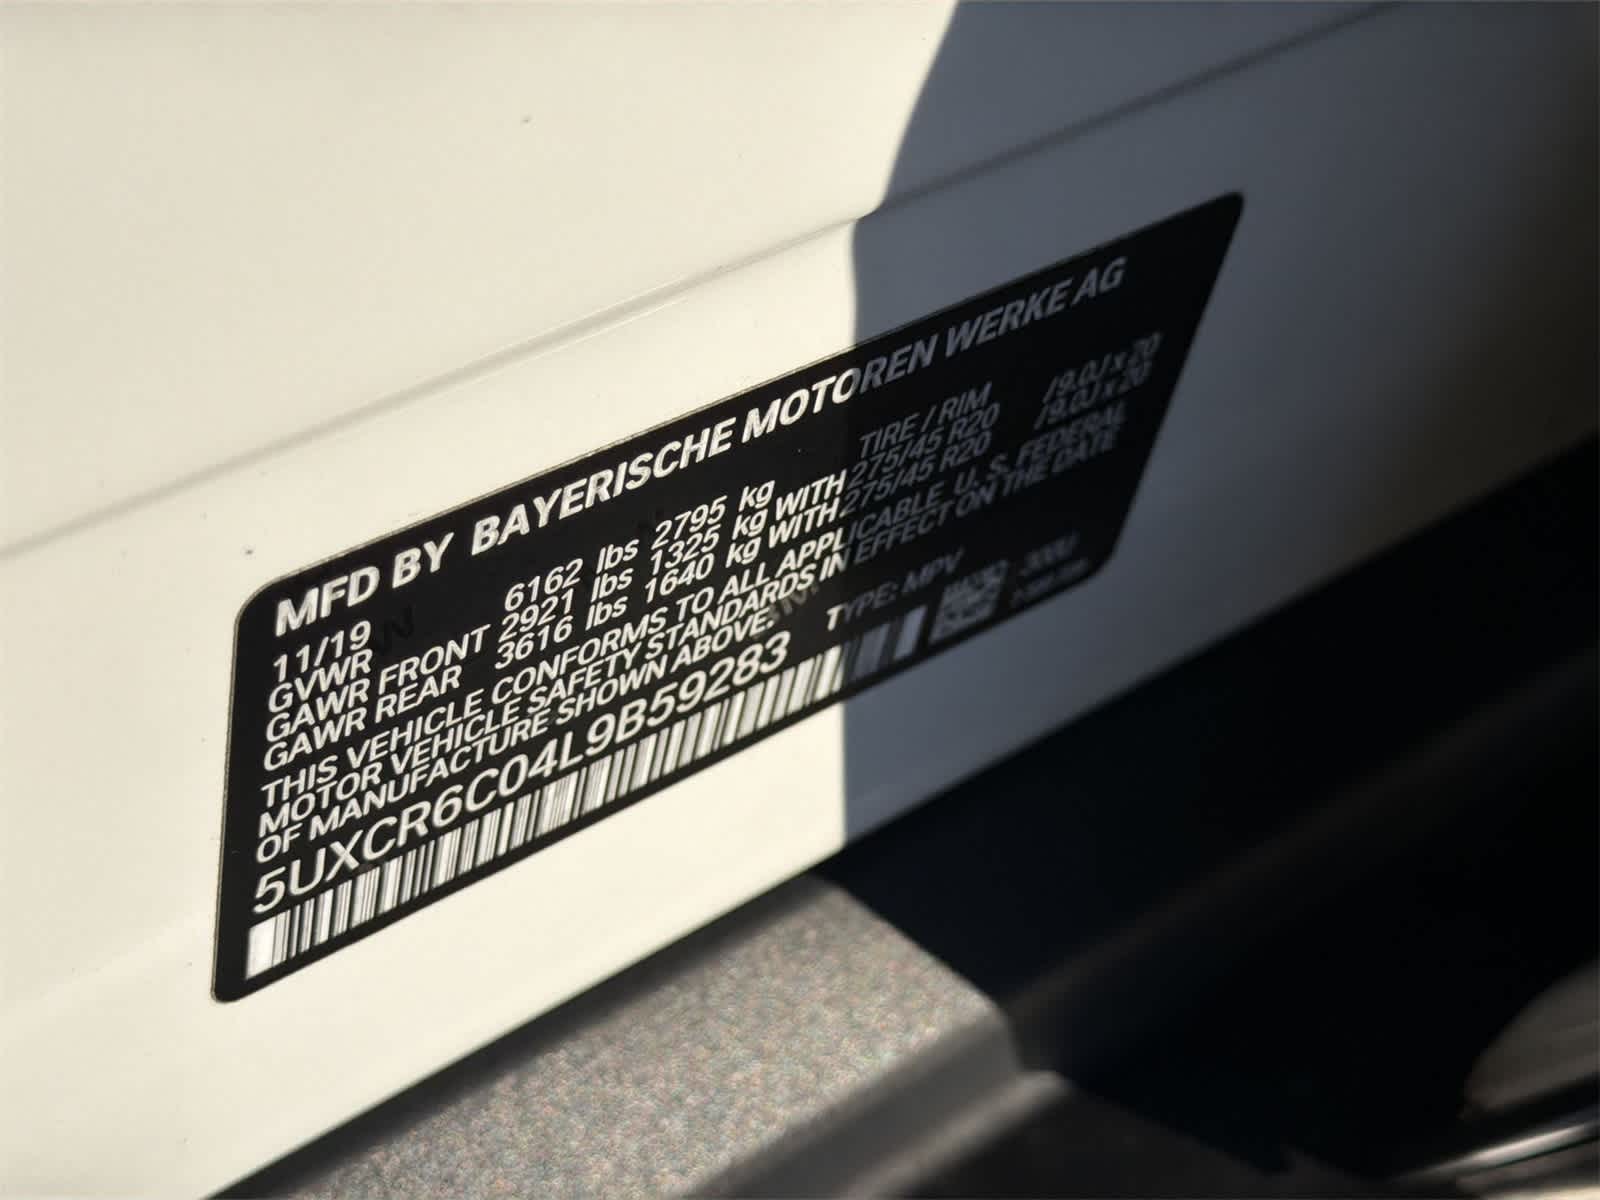 MFD BY BAYERISCHE MOTOREN WERKE AG
11/19 TIRE / RIM
GVWR 6162 lbs 2795 kg
GAWR FRONT 2921 lbs 1325 kg WITH 275/45 R20 /9.0J x 20
GAWR REAR 3616 lbs 1640 kg WITH 275/45 R20 /9.0J x 20
THIS VEHICLE CONFORMS TO ALL APPLICABLE U.S. FEDERAL
MOTOR VEHICLE SAFETY STANDARDS IN EFFECT ON THE DATE
OF MANUFACTURE SHOWN ABOVE:
5UXCR6C04L9B59283 TYPE: MPV